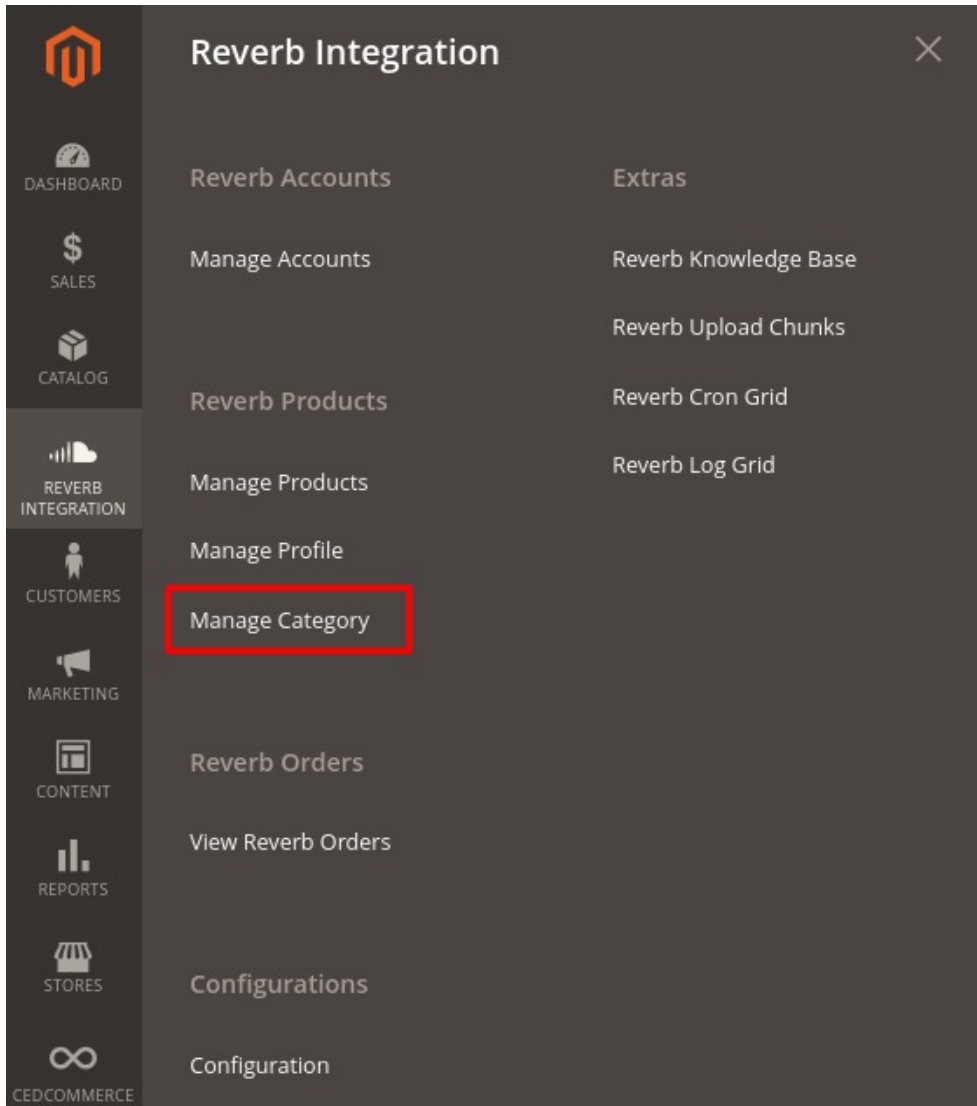 Reverb Integration
DASHBOARD
SALES
CATALOG
REVERB
INTEGRATION
CUSTOMERS
MARKETING
CONTENT
REPORTS
STORES
CEDCOMMERCE
Reverb Accounts
Manage Accounts
Reverb Products
Manage Products
Manage Profile
Manage Category
Reverb Orders
View Reverb Orders
Configurations
Configuration
Extras
Reverb Knowledge Base
Reverb Upload Chunks
Reverb Cron Grid
Reverb Log Grid